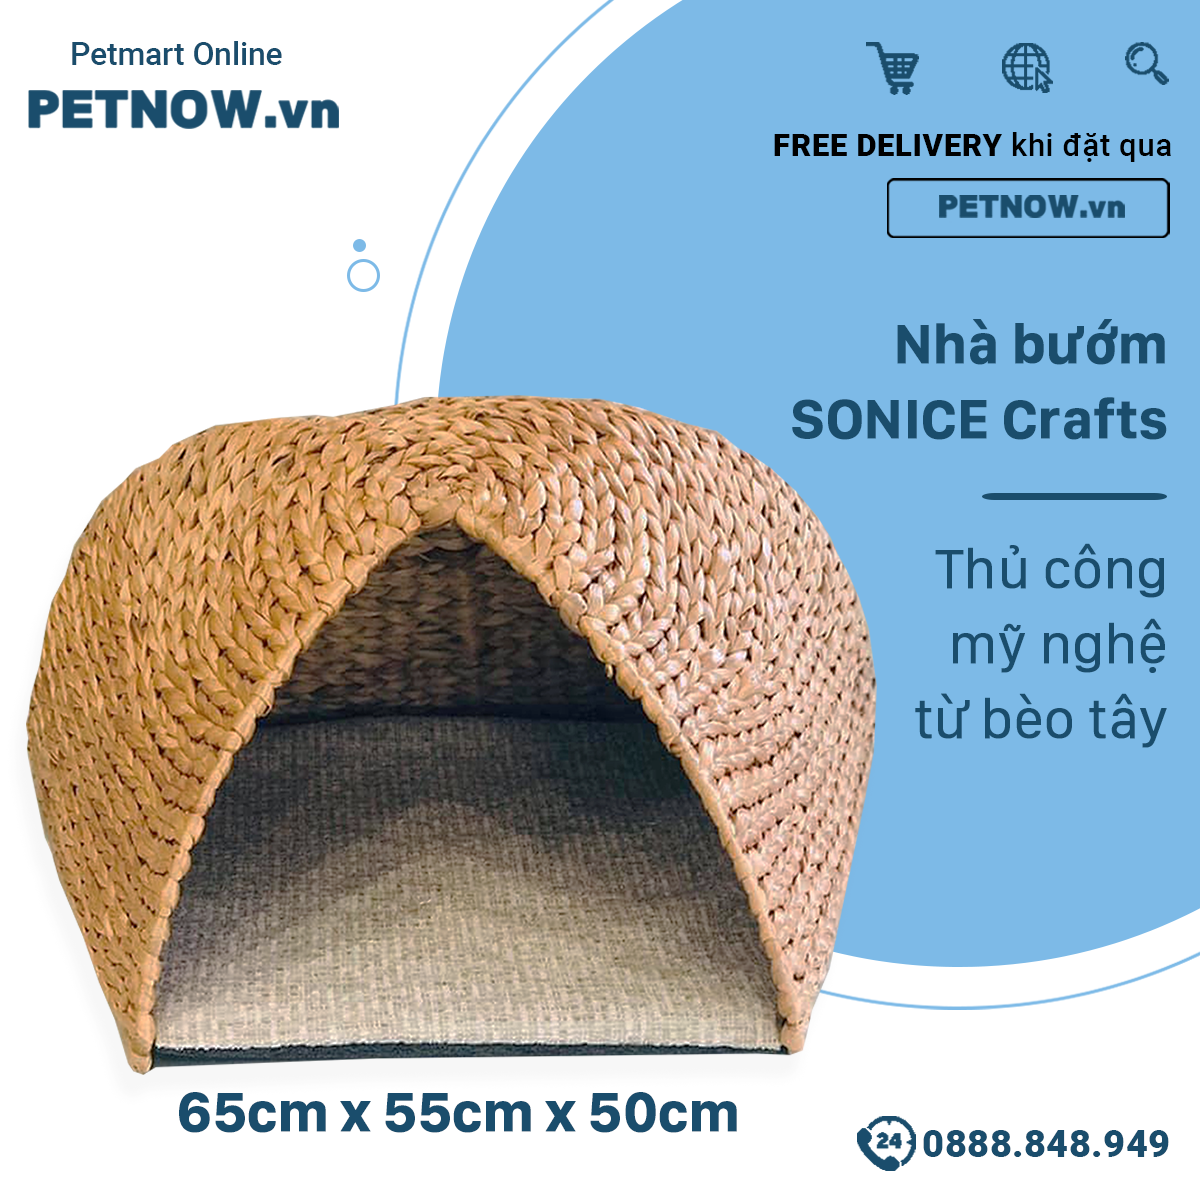 Petmart Online
PETNOW.vn
FREE DELIVERY khi đặt qua
PETNOW.vn
Nhà bướm
SONICE Crafts
Thủ công
mỹ nghệ
từ bèo tây
65cm x 55cm x 50cm
24
0888.848.949